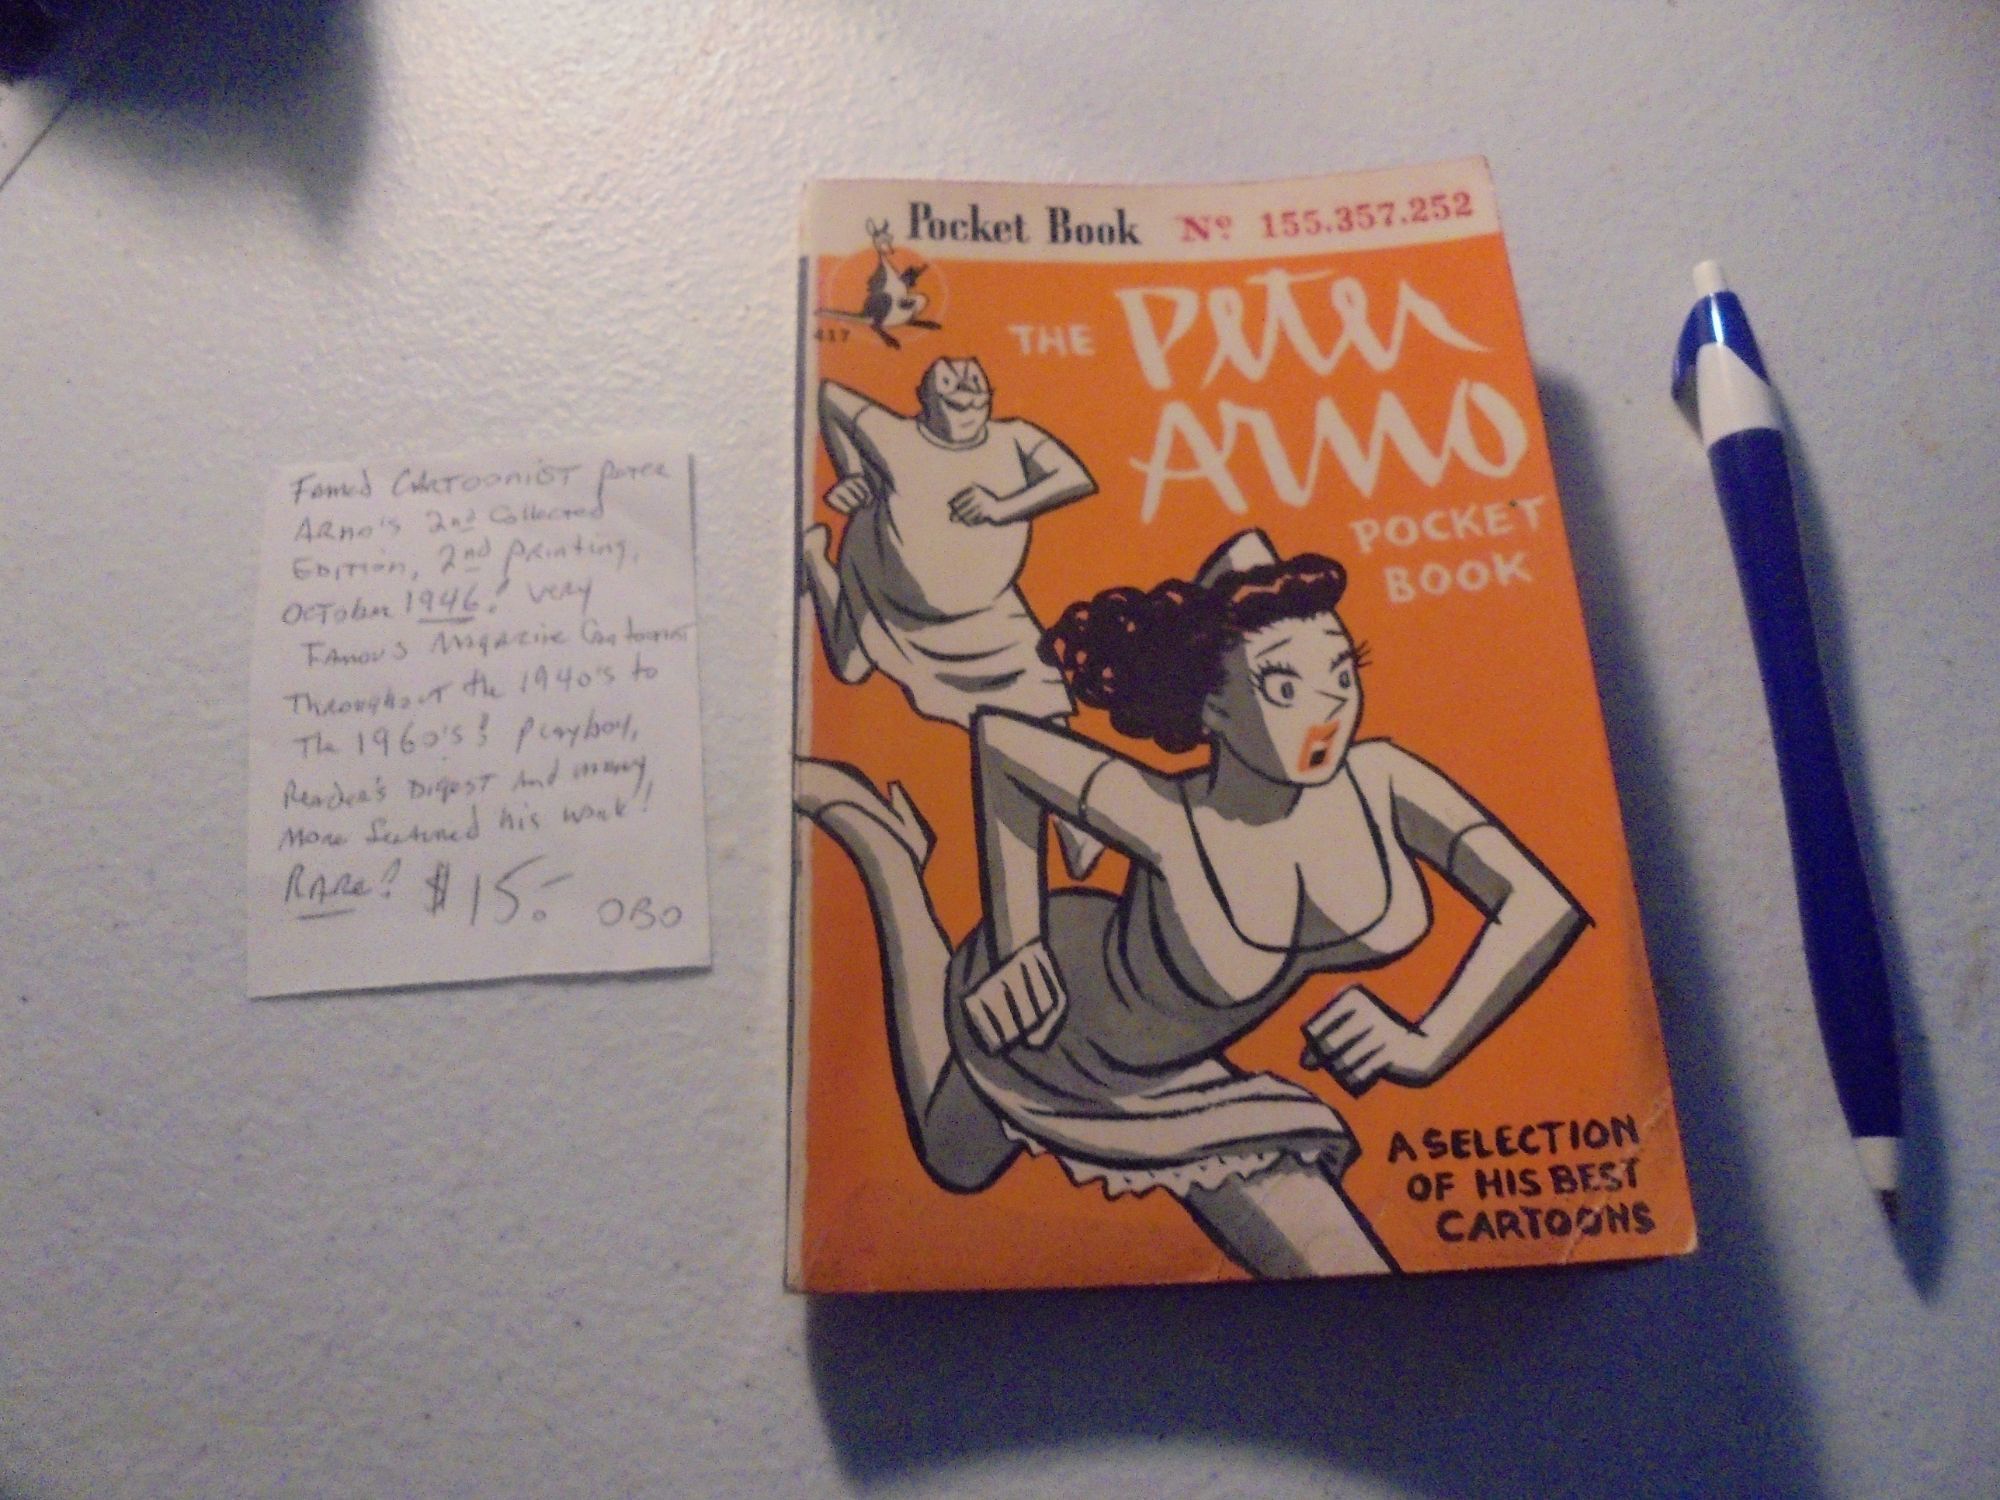 Famed Cartoonist Peter
Arno's 2nd Collected
Edition, 2nd printing,
October 1946! Very
Famous Magazine Cartoonist
Throughout the 1940's to
The 1960's! Playboy,
Reader's Digest and many
More featured his work!
RARE! $15.- OBO
Pocket Book Nº 155.357.252
417
THE Peter
ARNO
POCKET
BOOK
A SELECTION
OF HIS BEST
CARTOONS